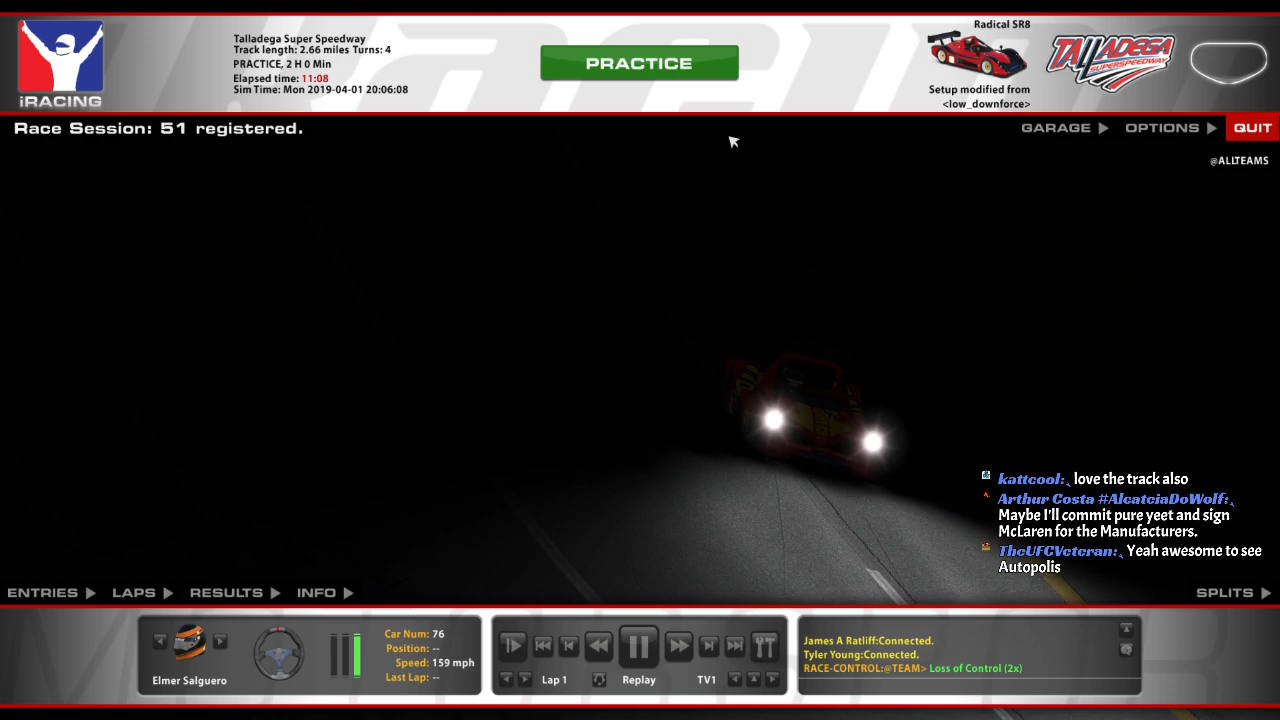 iRACING
Talladega Super Speedway
Track length: 2.66 miles Turns: 4
PRACTICE, 2 H 0 Min
Elapsed time: 11:08
Sim Time: Mon 2019-04-01 20:06:08
PRACTICE
Radical SR8
Setup modified from
<low_downforce>
TALLADEGA
SUPERSPEEDWAY
Race Session: 51 registered.
GARAGE
OPTIONS
QUIT
@ALLTEAMS
kattcool: love the track also
Arthur Costa #AlcateiaDoWolf:
Maybe I'll commit pure yeet and sign
McLaren for the Manufacturers.
TheUFCVeteran: Yeah awesome to see
Autopolis
ENTRIES
LAPS
RESULTS
INFO
SPLITS
Elmer Salguero
Car Num: 76
Position: --
Speed: 159 mph
Last Lap: --
Lap 1
Replay
TV1
James A Ratliff:Connected.
Tyler Young:Connected.
RACE-CONTROL:@TEAM> Loss of Control (2x)